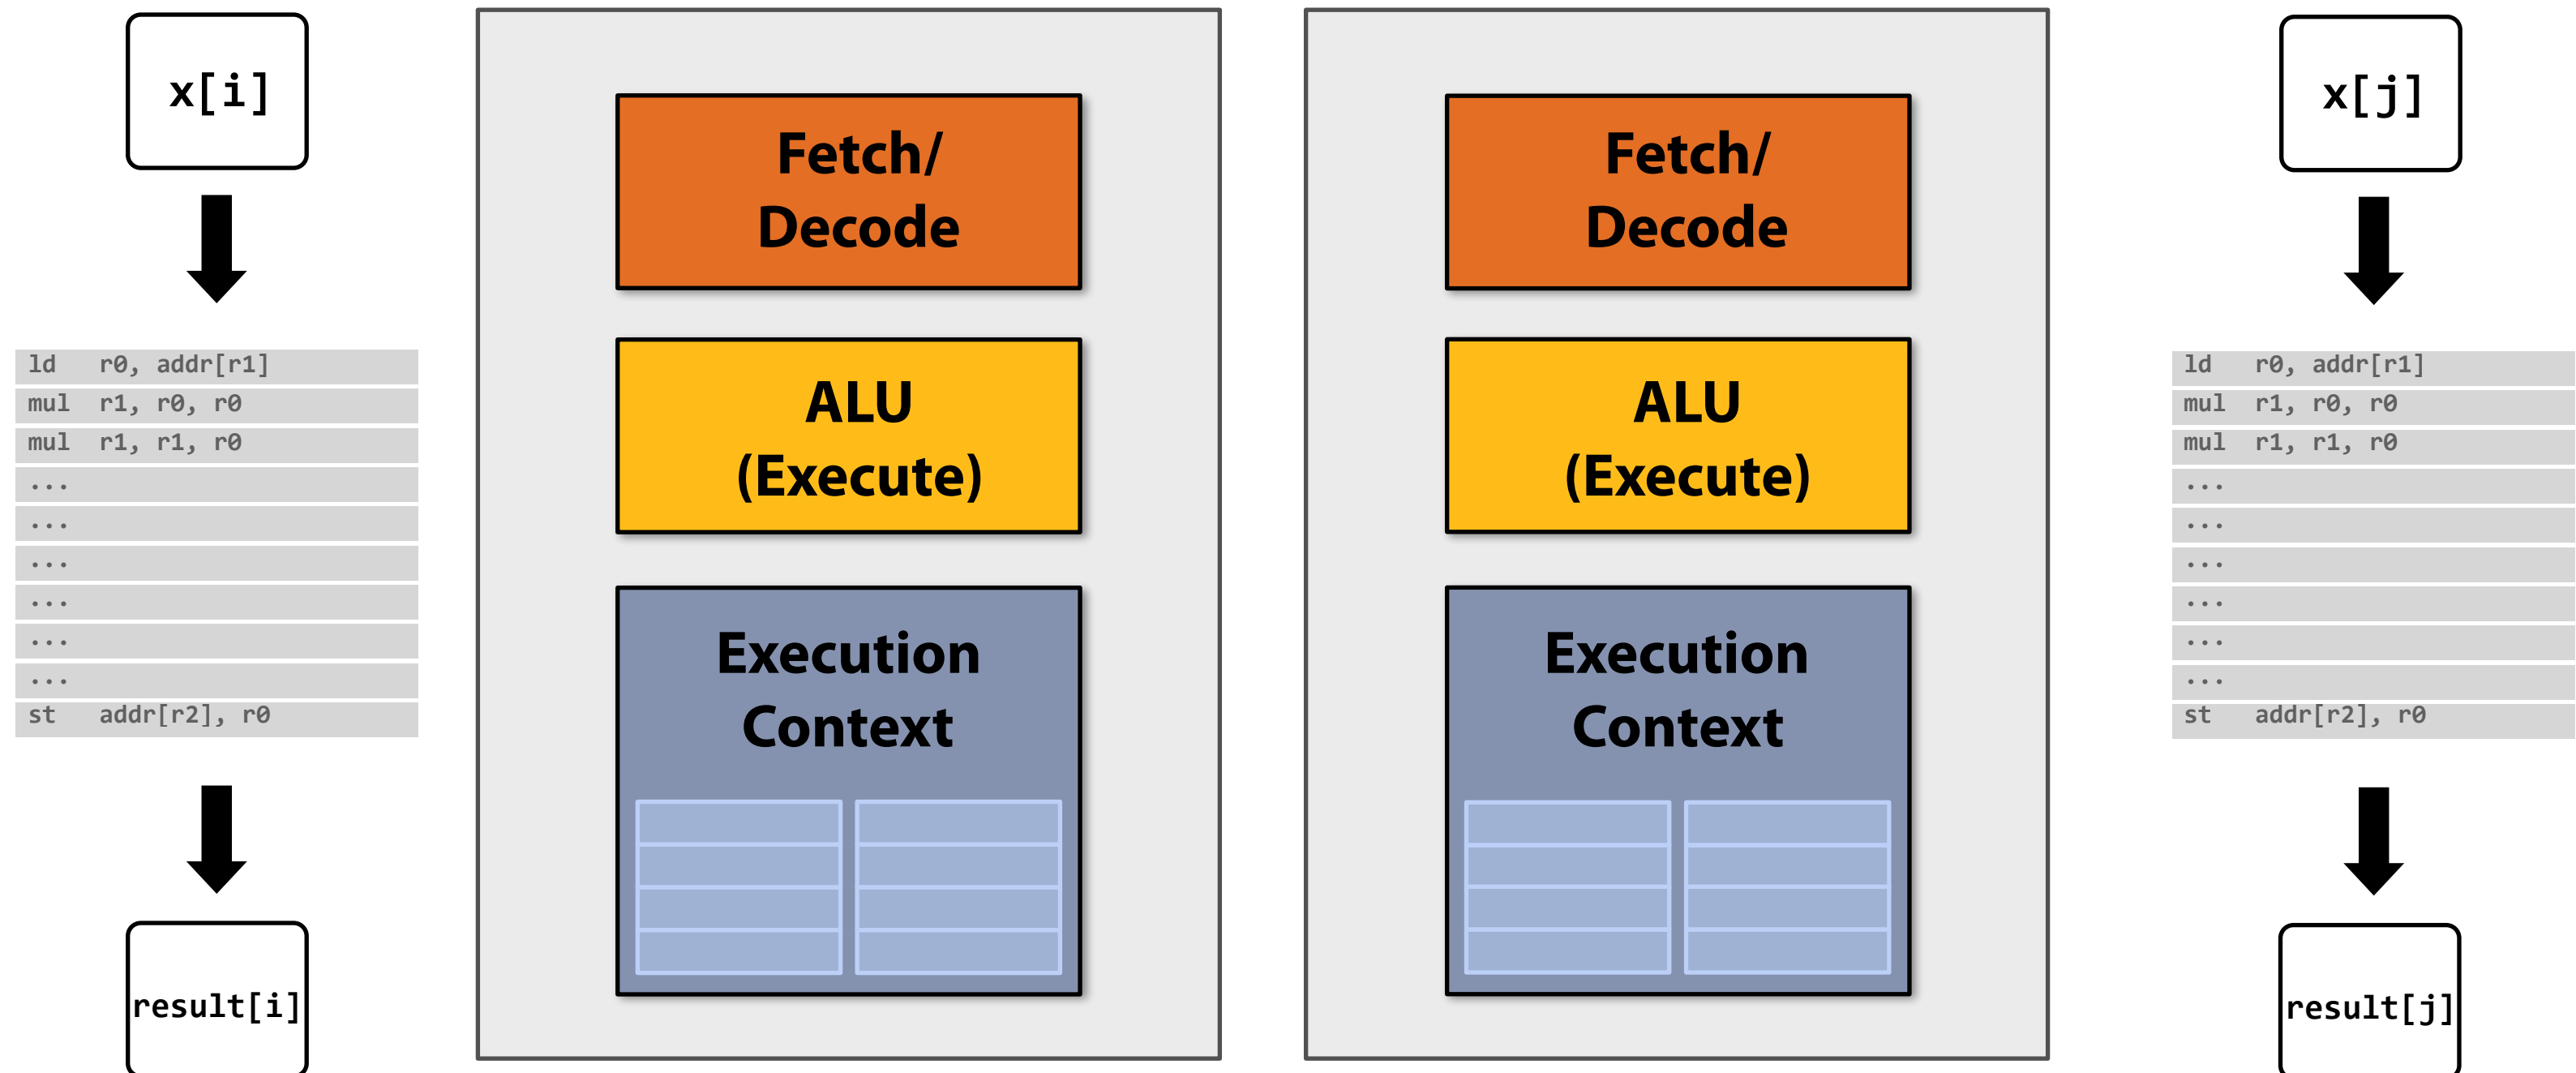 x[i]
ld r0, addr[r1]
mul r1, r0, r0
mul r1, r1, r0
...
...
...
...
...
...
st addr[r2], r0
result[i]
Fetch/
Decode
ALU
(Execute)
Execution
Context
Fetch/
Decode
ALU
(Execute)
Execution
Context
x[j]
ld r0, addr[r1]
mul r1, r0, r0
mul r1, r1, r0
...
...
...
...
...
...
st addr[r2], r0
result[j]